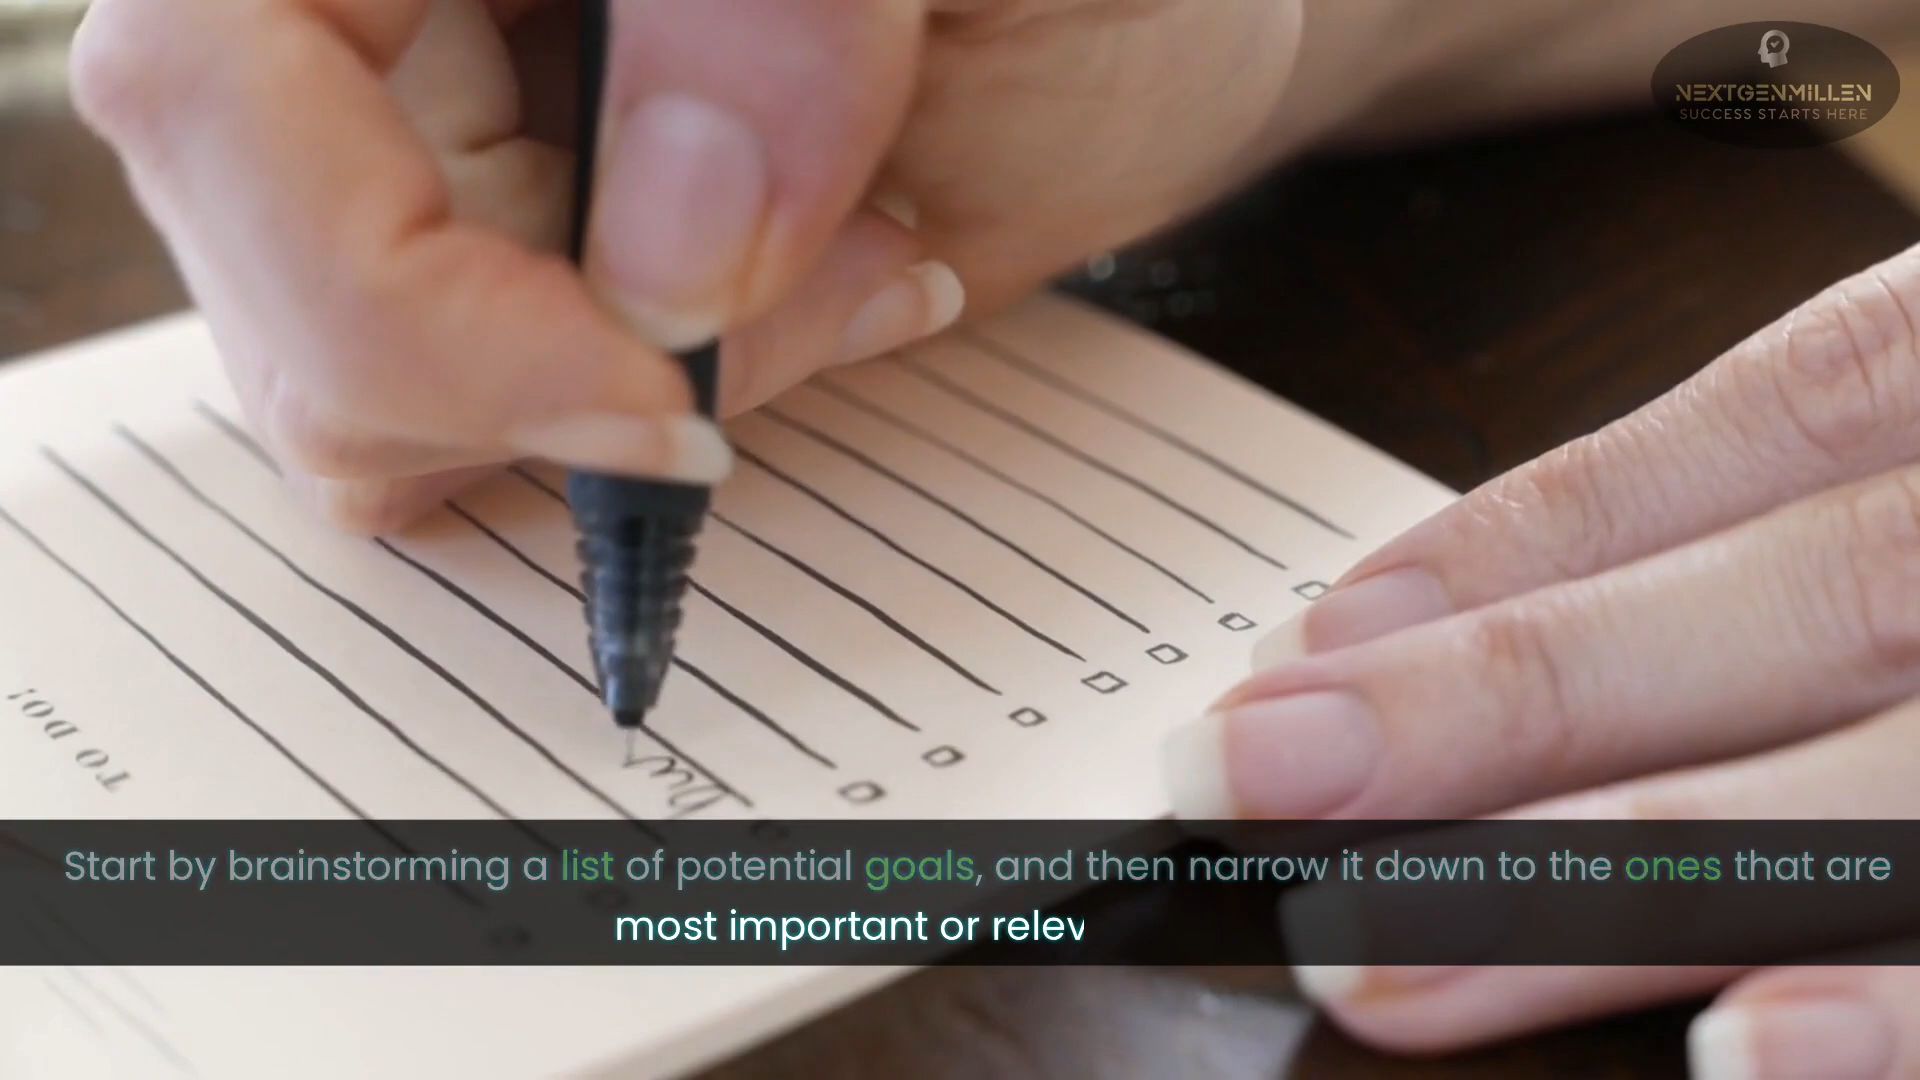 NEXTGENMILLEN
SUCCESS STARTS HERE
TO DO!
Start by brainstorming a list of potential goals, and then narrow it down to the ones that are
most important or relev